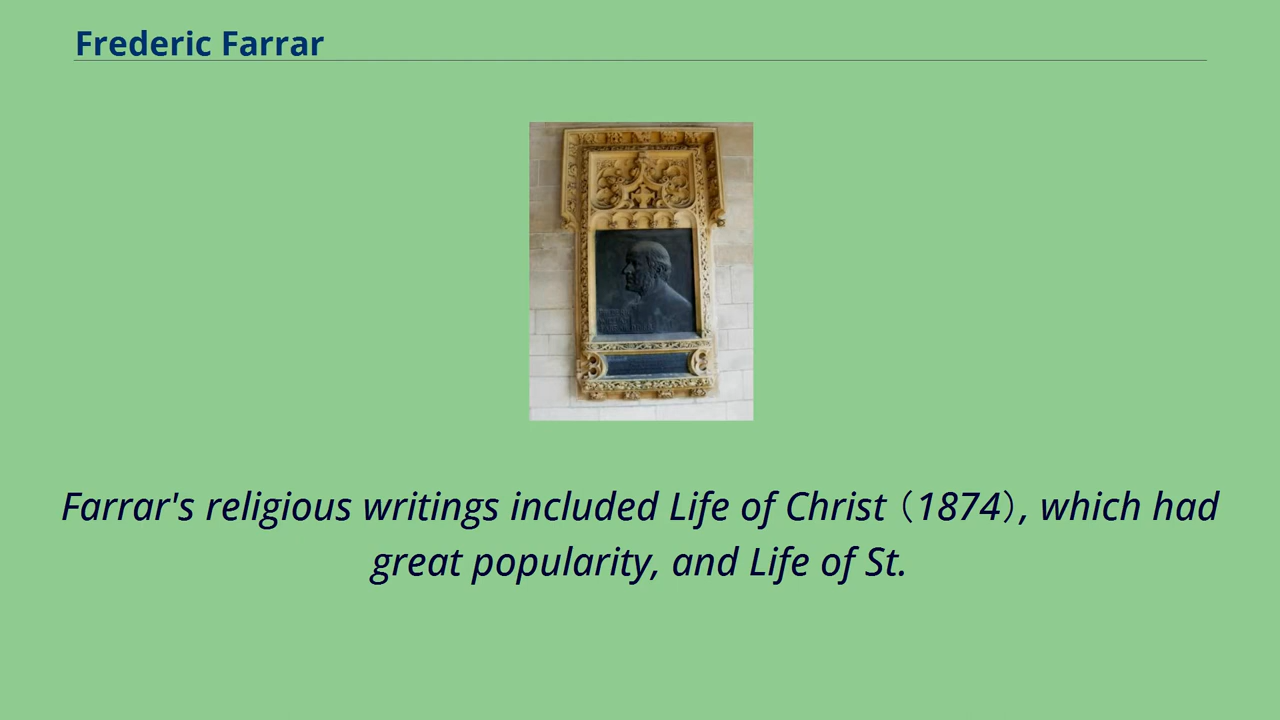 Frederic Farrar
Farrar's religious writings included Life of Christ（1874）, which had
great popularity, and Life of St.